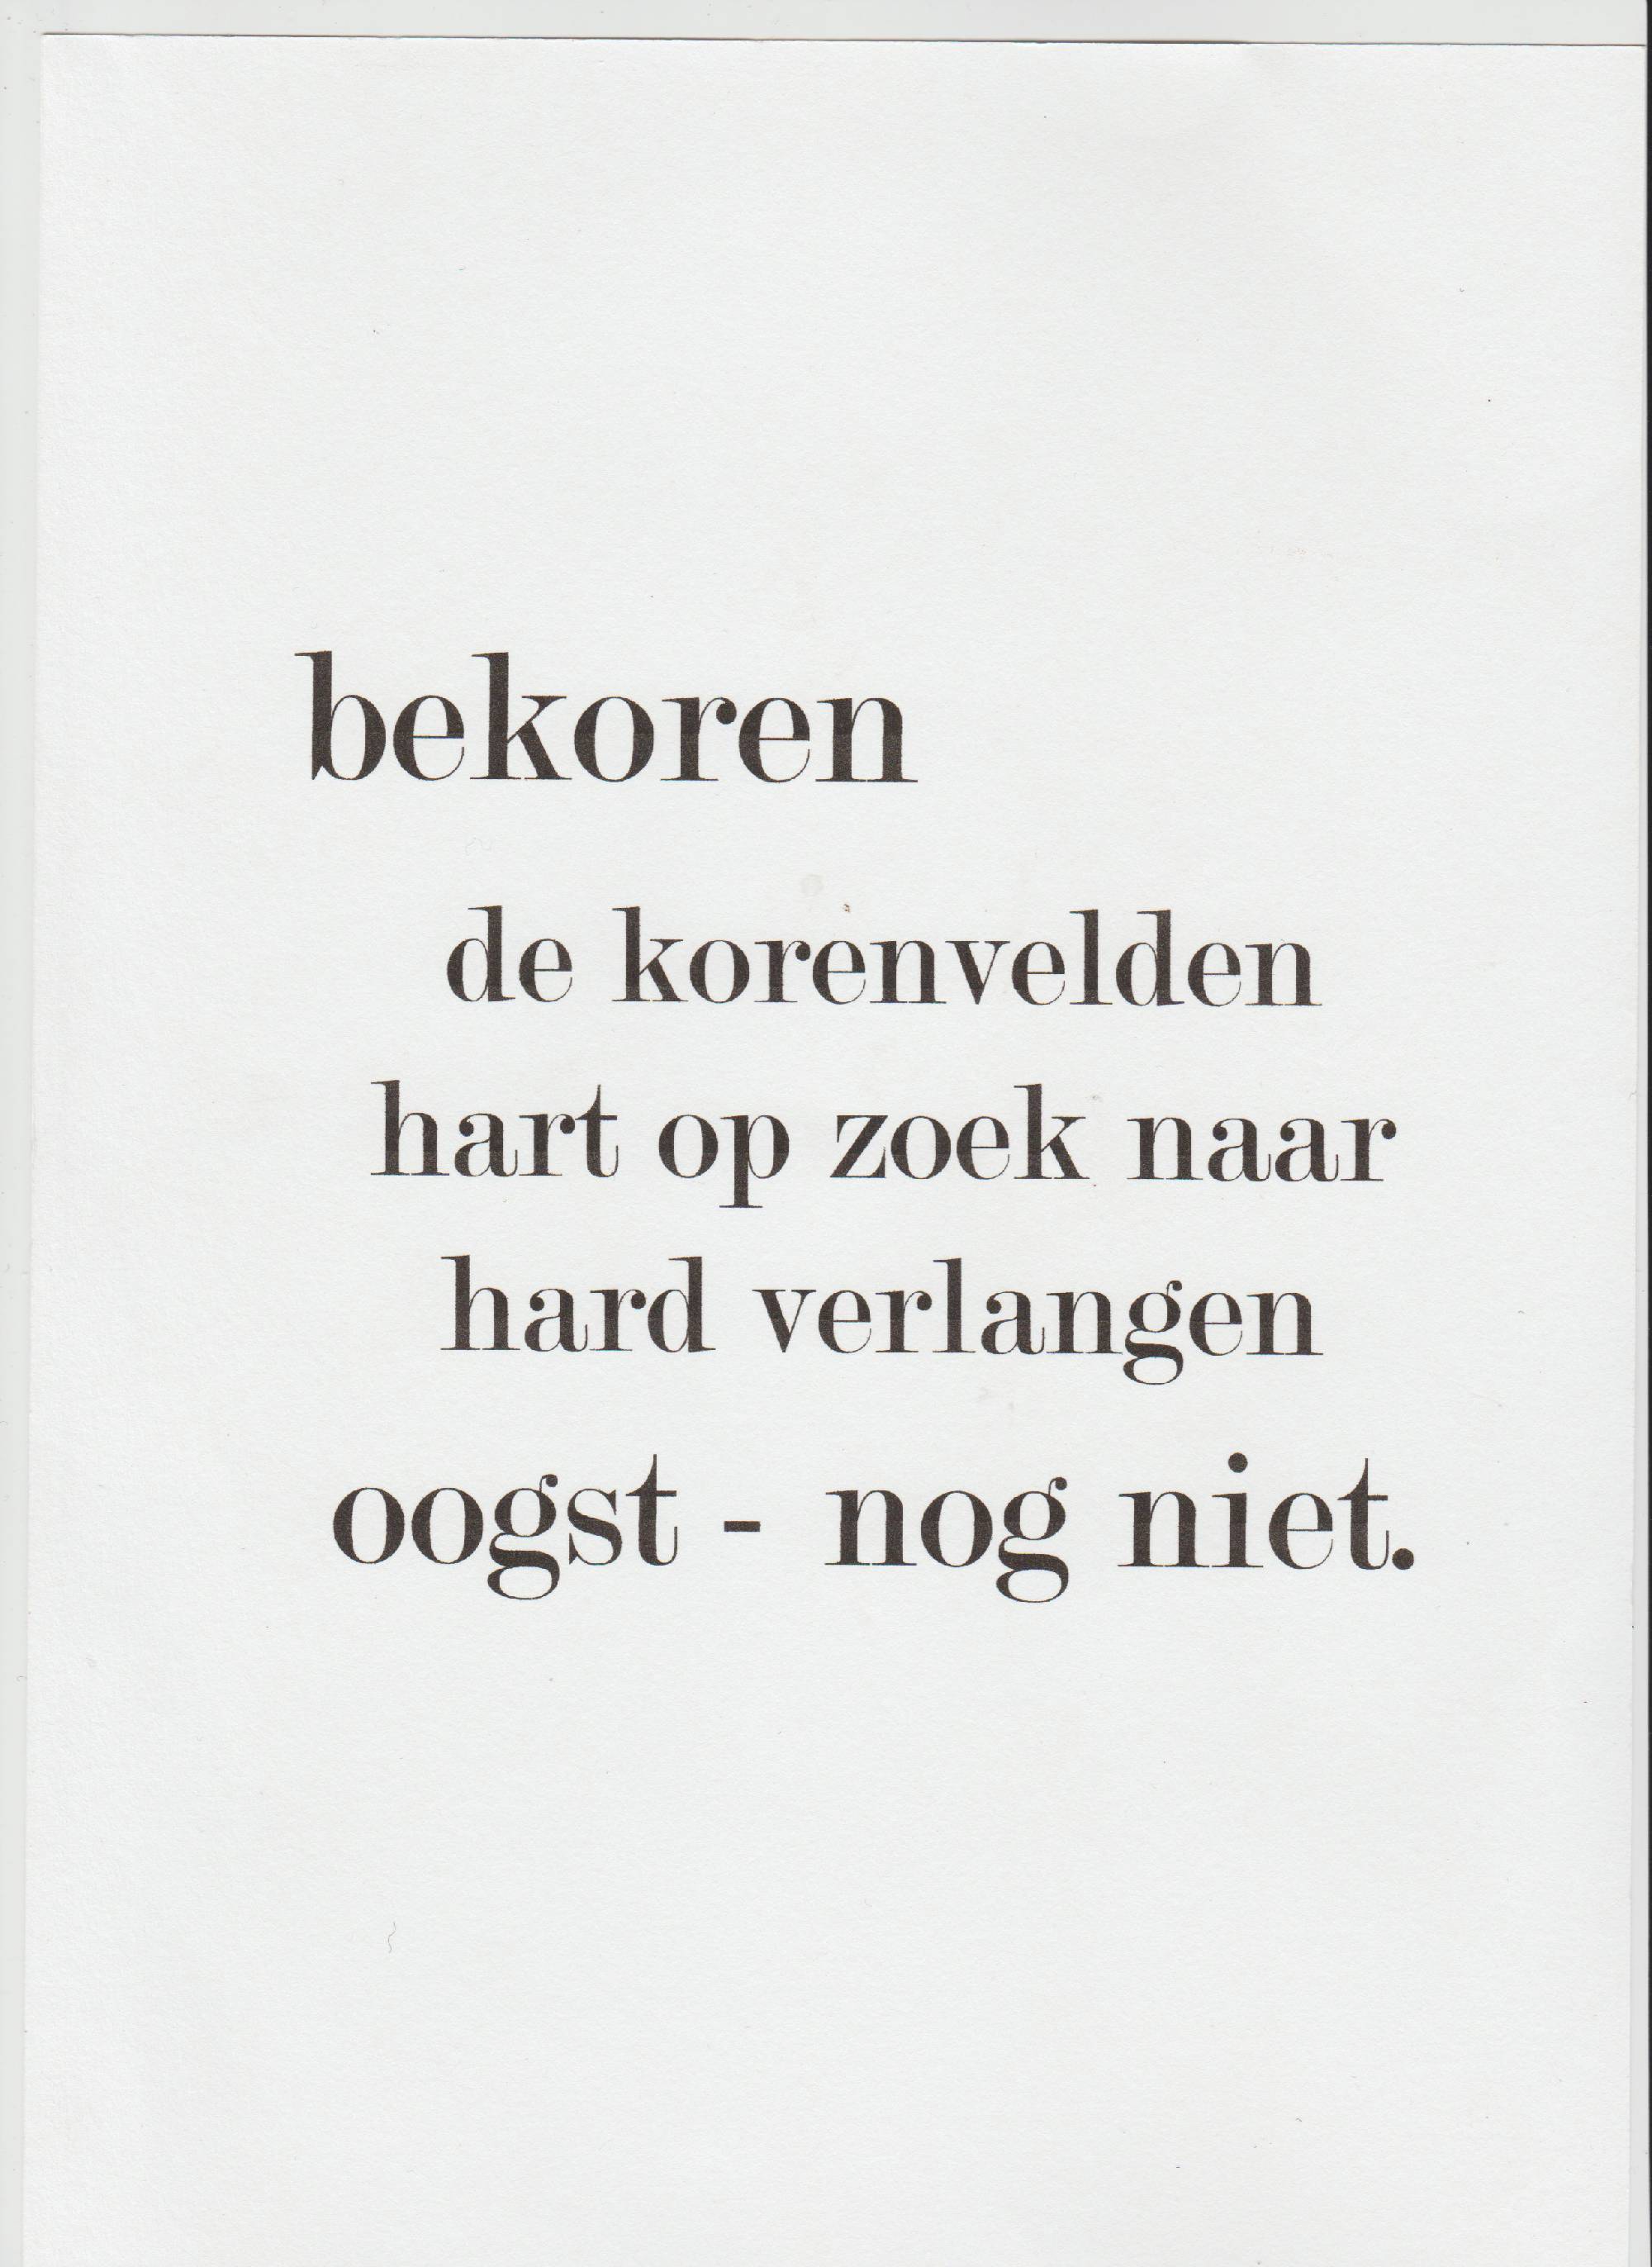 bekoren
de korenvelden
hart op zoek naar
hard verlangen
oogst - nog niet.